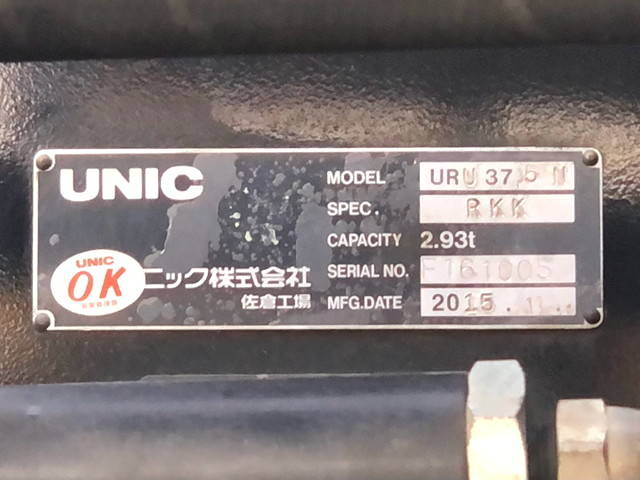 UNIC
MODEL URU375N
SPEC. RKK
CAPACITY 2.93t
SERIAL NO. F161005
MFG.DATE 2015.11
UNIC
OK
ニック株式会社
佐倉工場